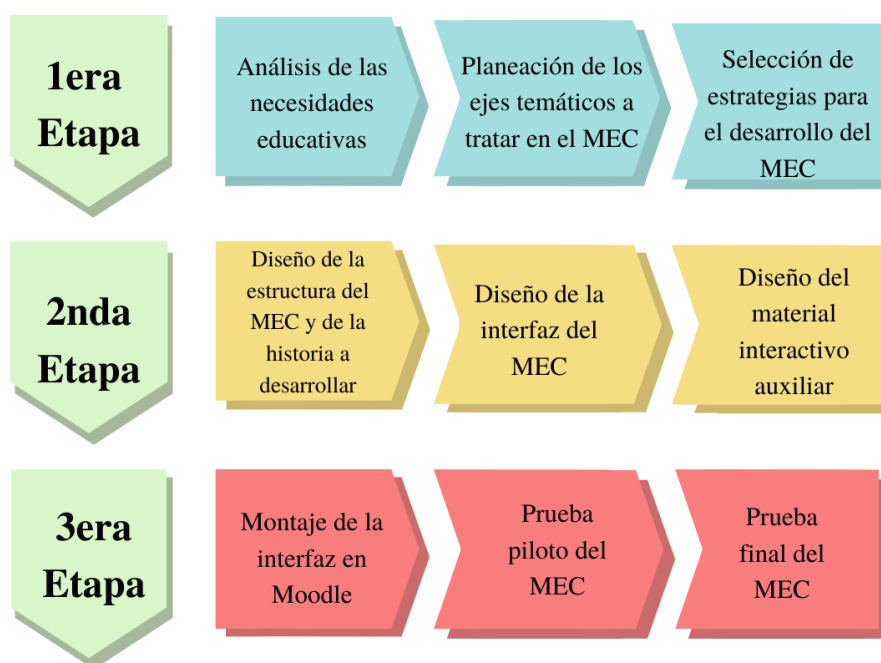 1era
Etapa
Análisis de las
necesidades
educativas
Planeación de los
ejes temáticos a
tratar en el MEC
Selección de
estrategias para
el desarrollo del
MEC
2nda
Etapa
Diseño de la
estructura del
MEC y de la
historia a
desarrollar
Diseño de la
interfaz del
MEC
Diseño del
material
interactivo
auxiliar
3era
Etapa
Montaje de la
interfaz en
Moodle
Prueba
piloto del
MEC
Prueba
final del
MEC